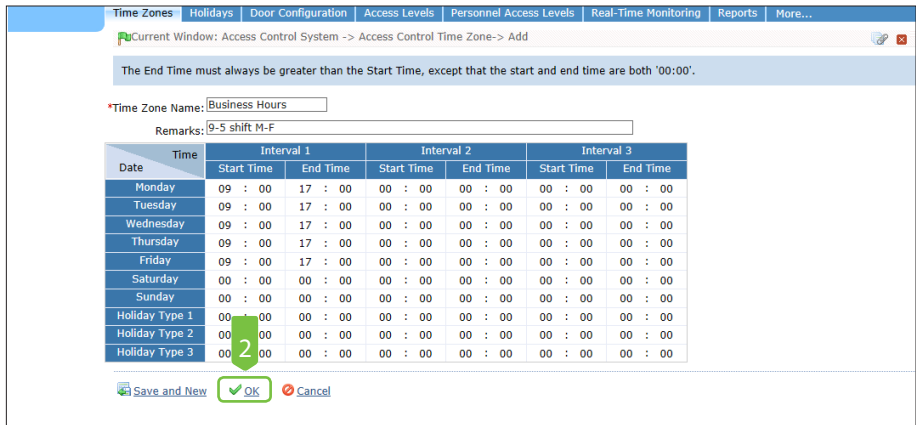 Time Zones Holidays Door Configuration Access Levels Personnel Access Levels Real-Time Monitoring Reports More...
Current Window: Access Control System -> Access Control Time Zone-> Add
The End Time must always be greater than the Start Time, except that the start and end time are both '00:00'.
*Time Zone Name: Business Hours
Remarks: 9-5 shift M-F
Time Interval 1 Interval 2 Interval 3
Date Start Time End Time Start Time End Time Start Time End Time
Monday 09 : 00 17 : 00 00 : 00 00 : 00 00 : 00 00 : 00
Tuesday 09 : 00 17 : 00 00 : 00 00 : 00 00 : 00 00 : 00
Wednesday 09 : 00 17 : 00 00 : 00 00 : 00 00 : 00 00 : 00
Thursday 09 : 00 17 : 00 00 : 00 00 : 00 00 : 00 00 : 00
Friday 09 : 00 17 : 00 00 : 00 00 : 00 00 : 00 00 : 00
Saturday 00 : 00 00 : 00 00 : 00 00 : 00 00 : 00 00 : 00
Sunday 00 : 00 00 : 00 00 : 00 00 : 00 00 : 00 00 : 00
Holiday Type 1 00 : 00 00 : 00 00 : 00 00 : 00 00 : 00 00 : 00
Holiday Type 2 00 00 00 : 00 00 : 00 00 : 00 00 : 00 00 : 00
Holiday Type 3 00 00 00 : 00 00 : 00 00 : 00 00 : 00 00 : 00
2
Save and New OK Cancel